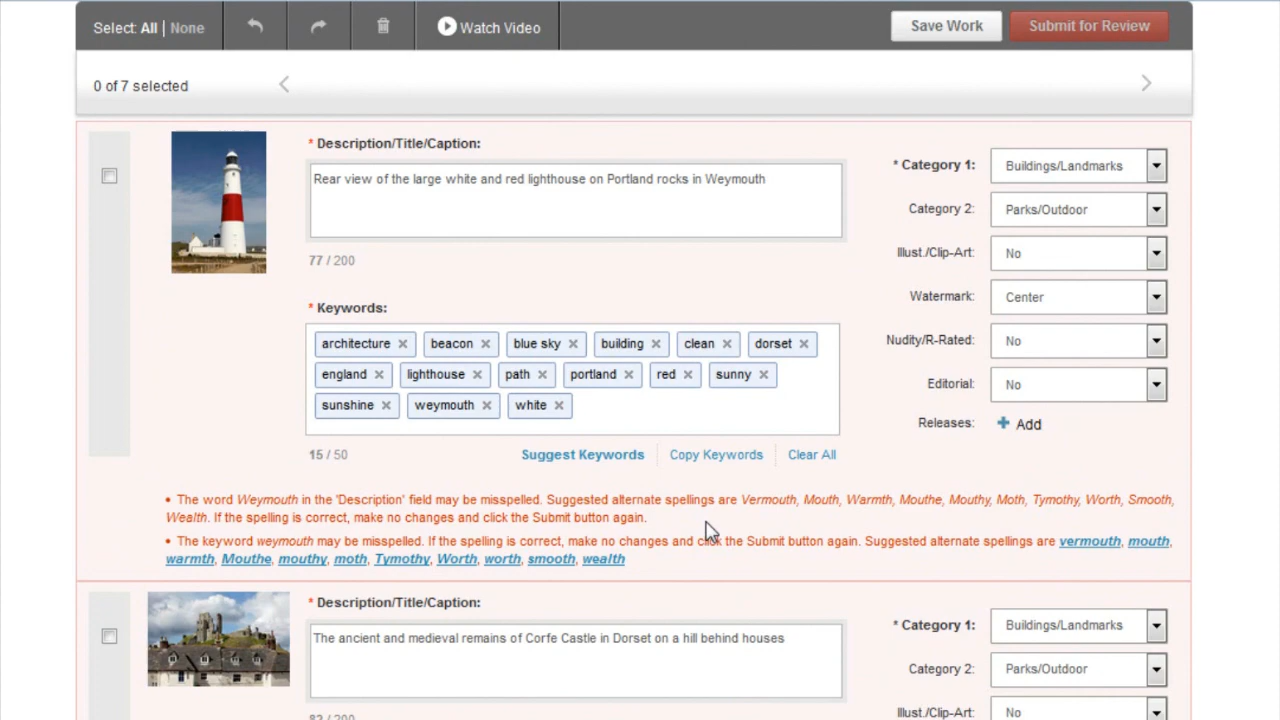 Select: All | None Watch Video Save Work Submit for Review
0 of 7 selected
* Description/Title/Caption:
Rear view of the large white and red lighthouse on Portland rocks in Weymouth
77 / 200
* Keywords:
architecture beacon blue sky building clean dorset
england lighthouse path portland red sunny
sunshine weymouth white
15 / 50 Suggest Keywords Copy Keywords Clear All
* Category 1: Buildings/Landmarks
Category 2: Parks/Outdoor
Illust./Clip-Art: No
Watermark: Center
Nudity/R-Rated: No
Editorial: No
Releases: + Add
• The word Weymouth in the 'Description' field may be misspelled. Suggested alternate spellings are Vermouth, Mouth, Warmth, Mouthe, Mouthy, Moth, Tymothy, Worth, Smooth,
Wealth. If the spelling is correct, make no changes and click the Submit button again.
• The keyword weymouth may be misspelled. If the spelling is correct, make no changes and click the Submit button again. Suggested alternate spellings are vermouth, mouth,
warmth, Mouthe, mouthy, moth, Tymothy, Worth, worth, smooth, wealth
* Description/Title/Caption:
The ancient and medieval remains of Corfe Castle in Dorset on a hill behind houses
82 / 200
* Category 1: Buildings/Landmarks
Category 2: Parks/Outdoor
Illust./Clip-Art: No